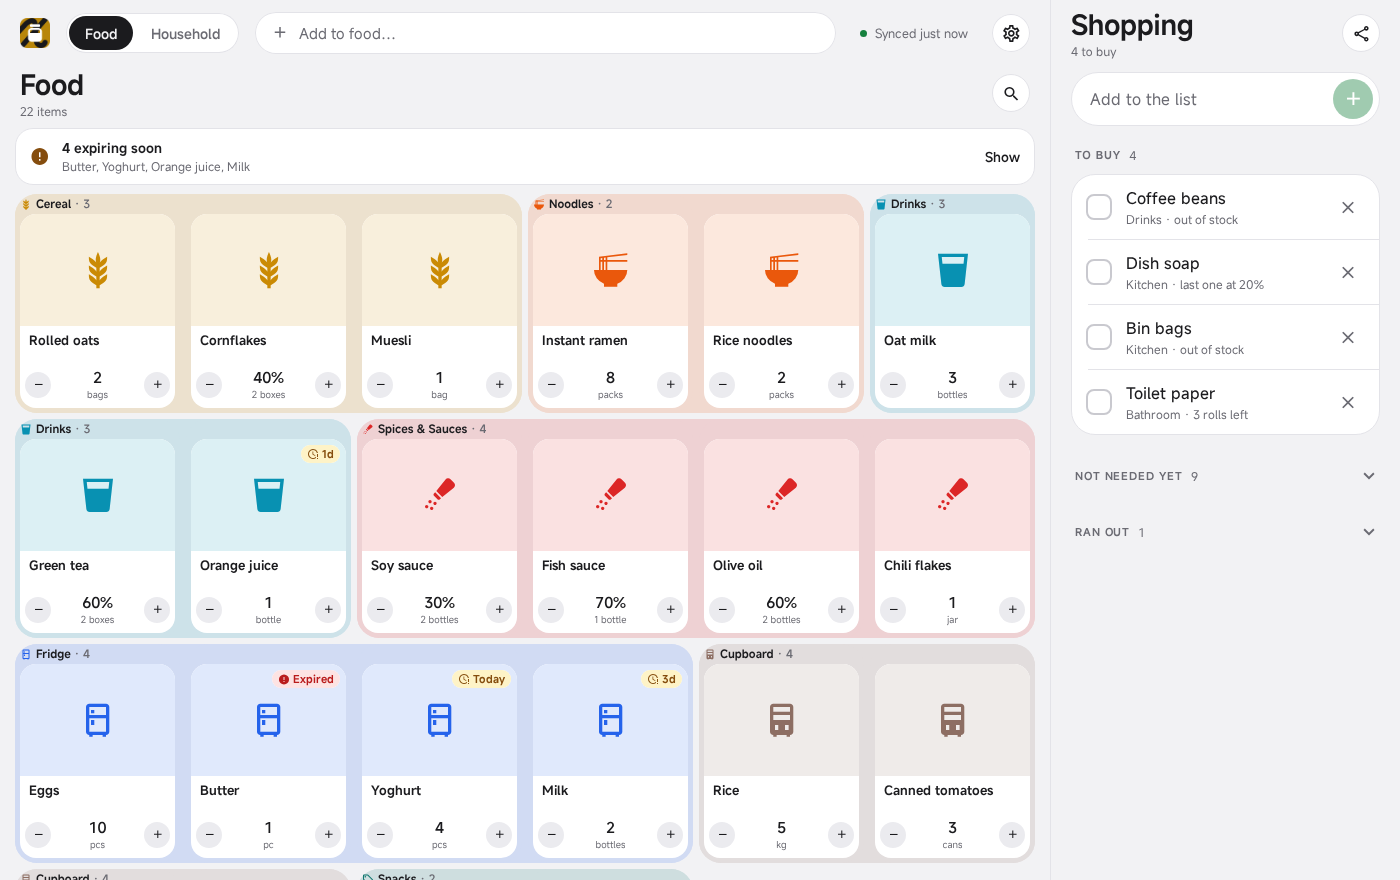 Food
Household
+ Add to food...
Synced just now
Food
22 items
4 expiring soon
Butter, Yoghurt, Orange juice, Milk
Show
Cereal · 3
Rolled oats
− 2 +
bags
Cornflakes
− 40% +
2 boxes
Muesli
− 1 +
bag
Noodles · 2
Instant ramen
− 8 +
packs
Rice noodles
− 2 +
packs
Drinks · 3
Oat milk
− 3 +
bottles
Drinks · 3
Green tea
− 60% +
2 boxes
1d
Orange juice
− 1 +
bottle
Spices & Sauces · 4
Soy sauce
− 30% +
2 bottles
Fish sauce
− 70% +
1 bottle
Olive oil
− 60% +
2 bottles
Chili flakes
− 1 +
jar
Fridge · 4
Eggs
− 10 +
pcs
Expired
Butter
− 1 +
pc
Today
Yoghurt
− 4 +
pcs
3d
Milk
− 2 +
bottles
Cupboard · 4
Rice
− 5 +
kg
Canned tomatoes
− 3 +
cans
Cupboard · 4
Snacks · 2
Shopping
4 to buy
Add to the list +
TO BUY 4
Coffee beans
Drinks · out of stock
Dish soap
Kitchen · last one at 20%
Bin bags
Kitchen · out of stock
Toilet paper
Bathroom · 3 rolls left
NOT NEEDED YET 9
RAN OUT 1